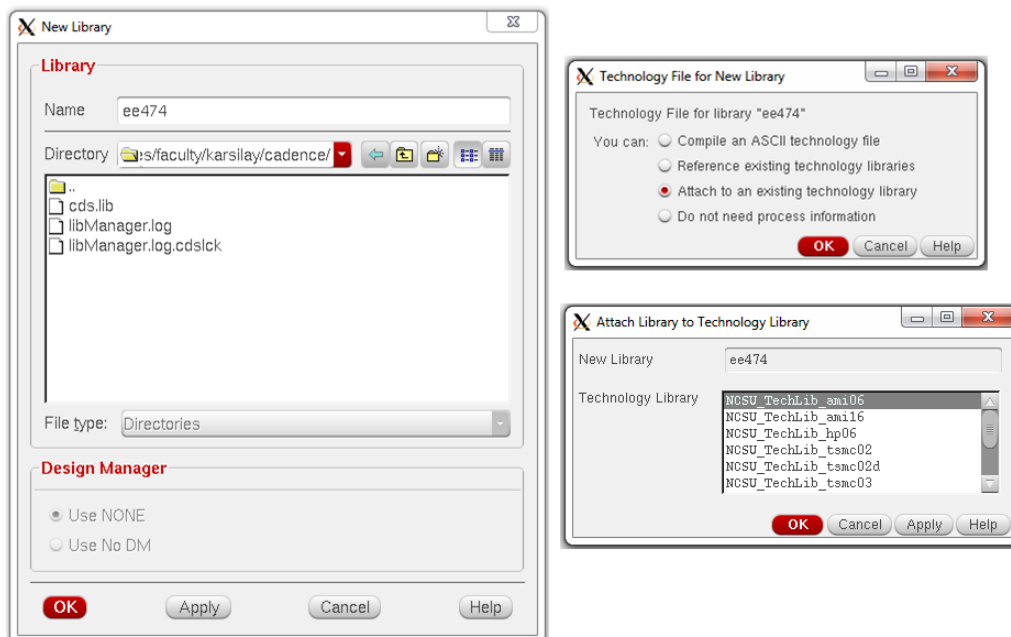 New Library
Library
Name ee474
Directory es/faculty/karsilay/cadence/
..
cds.lib
libManager.log
libManager.log.cdslck
File type: Directories
Design Manager
Use NONE
Use No DM
OK Apply Cancel Help
Technology File for New Library
Technology File for library "ee474"
You can: Compile an ASCII technology file
Reference existing technology libraries
Attach to an existing technology library
Do not need process information
OK Cancel Help
Attach Library to Technology Library
New Library ee474
Technology Library NCSU_TechLib_ami06
NCSU_TechLib_ami16
NCSU_TechLib_hp06
NCSU_TechLib_tsmc02
NCSU_TechLib_tsmc02d
NCSU_TechLib_tsmc03
OK Cancel Apply Help